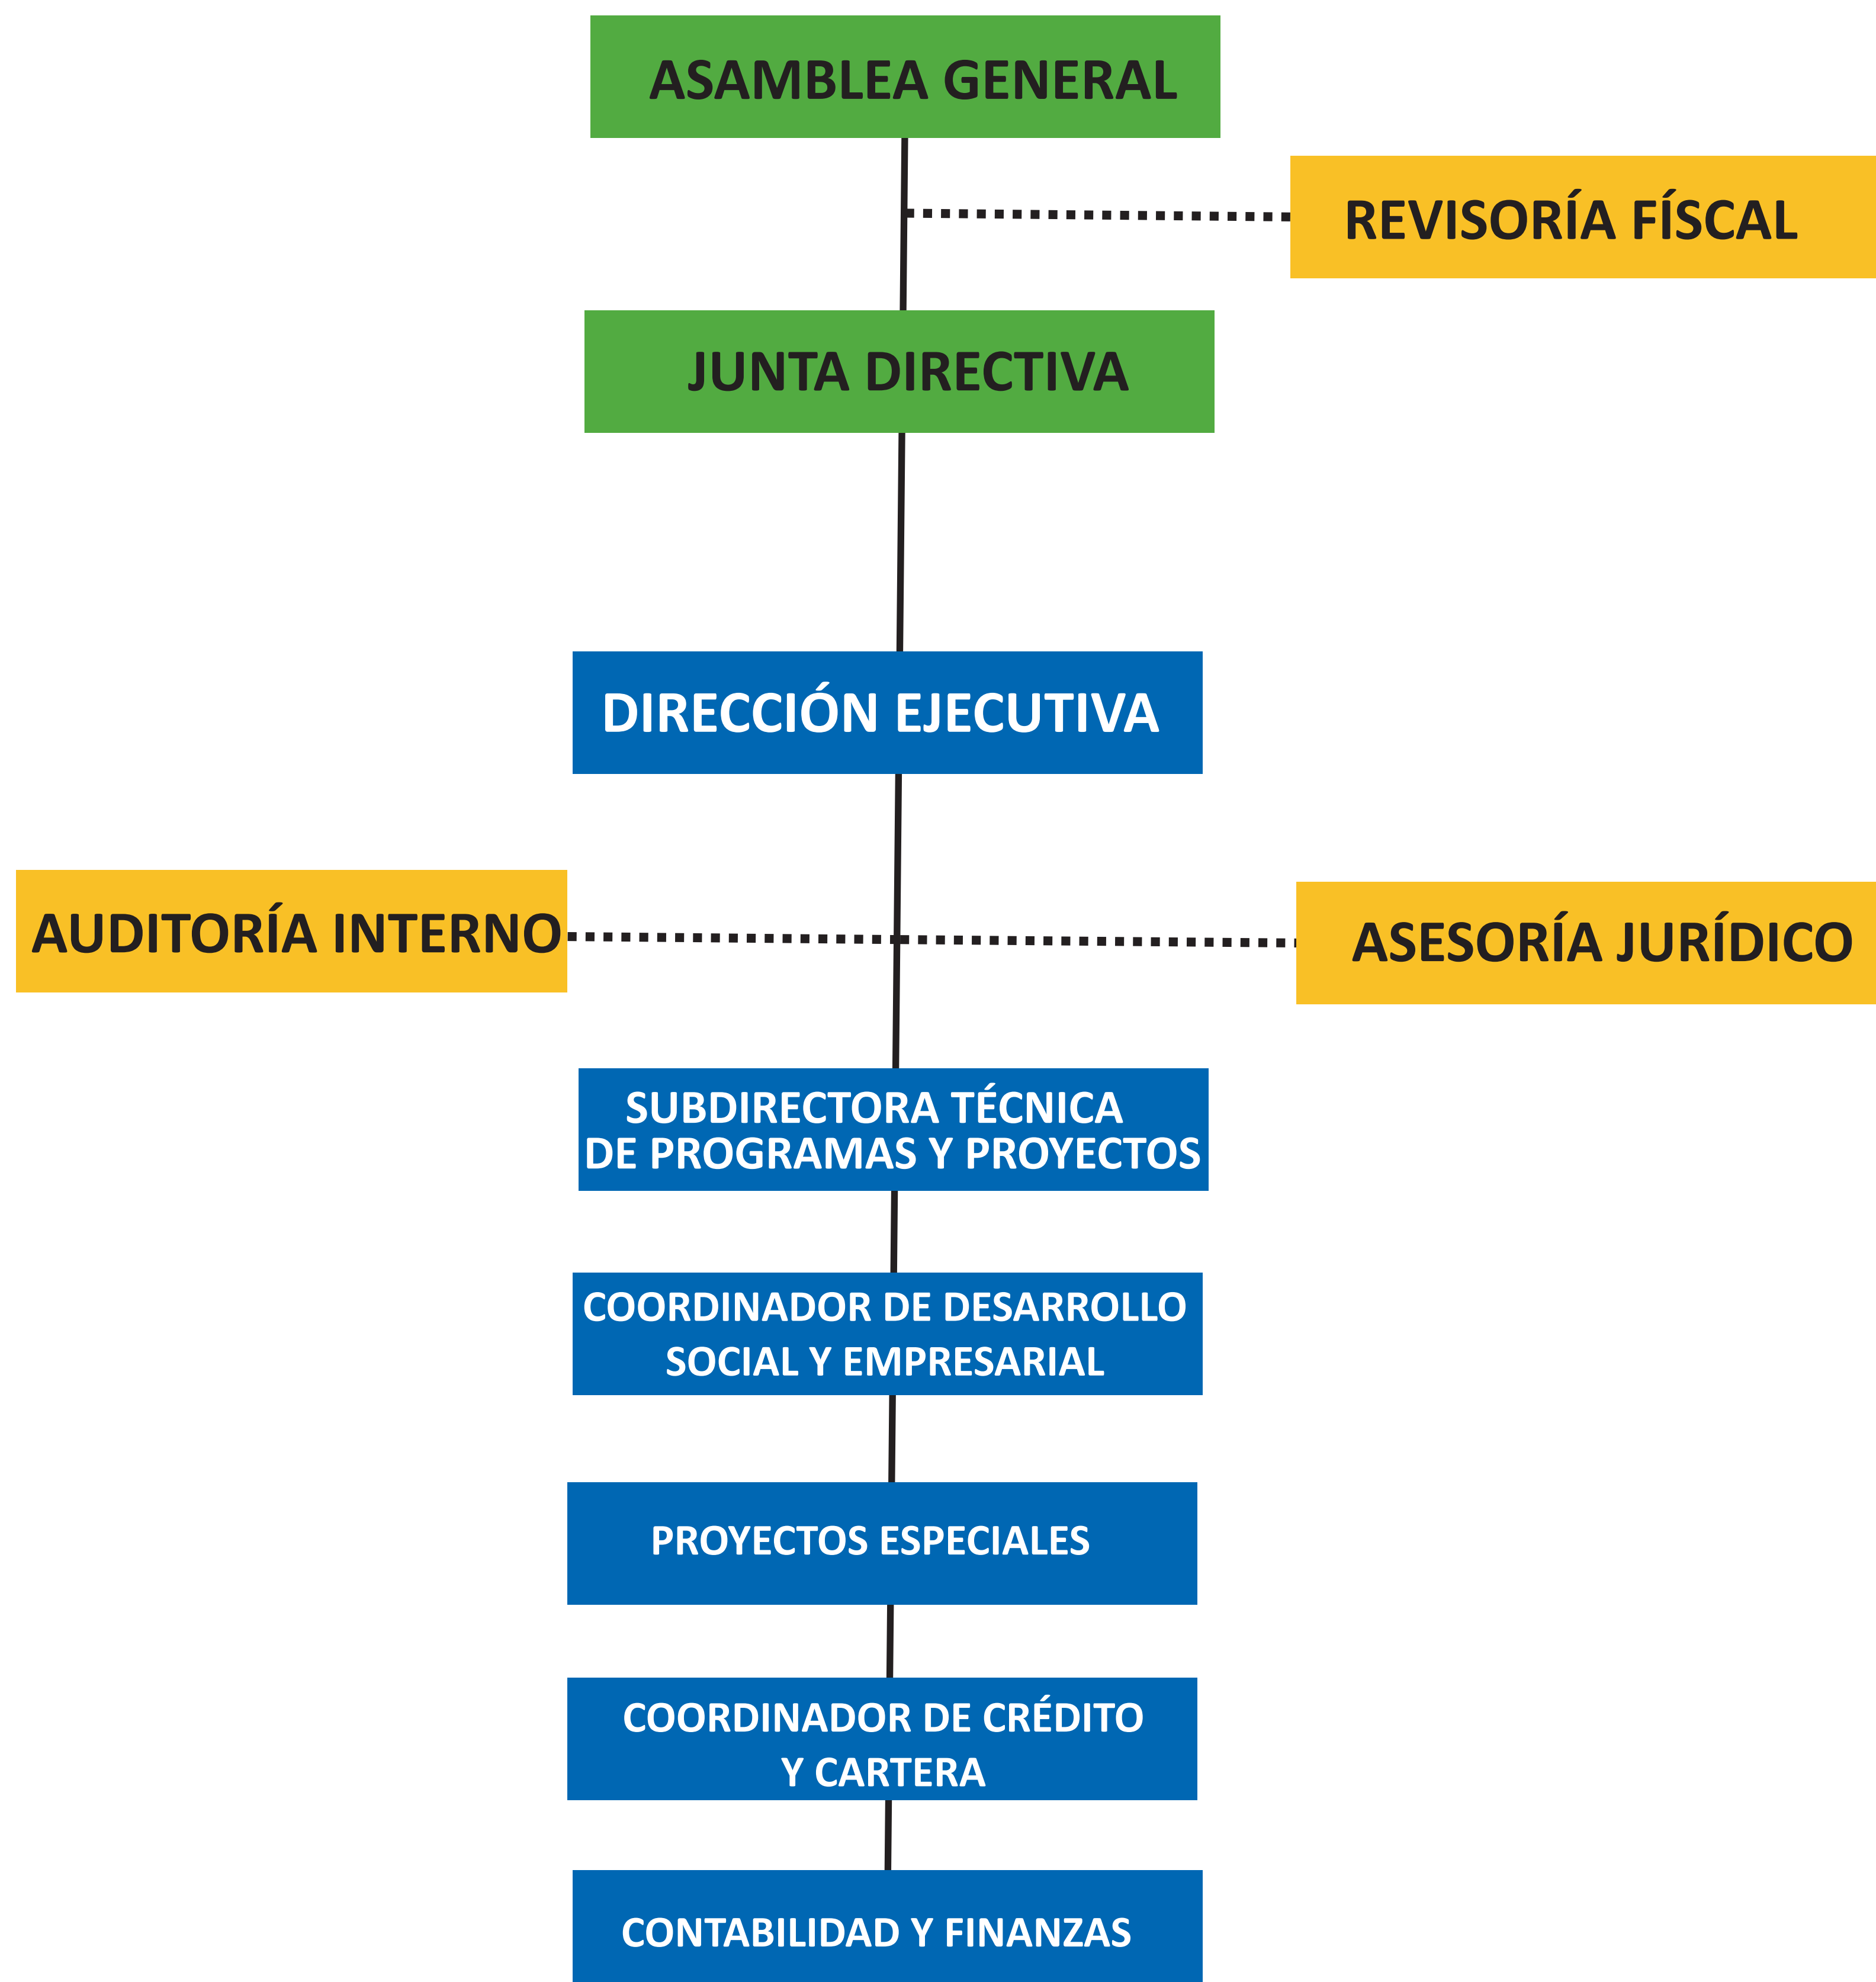 ASAMBLEA GENERAL
REVISORÍA FÍSCAL
JUNTA DIRECTIVA
DIRECCIÓN EJECUTIVA
AUDITORÍA INTERNO
ASESORÍA JURÍDICO
SUBDIRECTORA TÉCNICA
DE PROGRAMAS Y PROYECTOS
COORDINADOR DE DESARROLLO
SOCIAL Y EMPRESARIAL
PROYECTOS ESPECIALES
COORDINADOR DE CRÉDITO
Y CARTERA
CONTABILIDAD Y FINANZAS